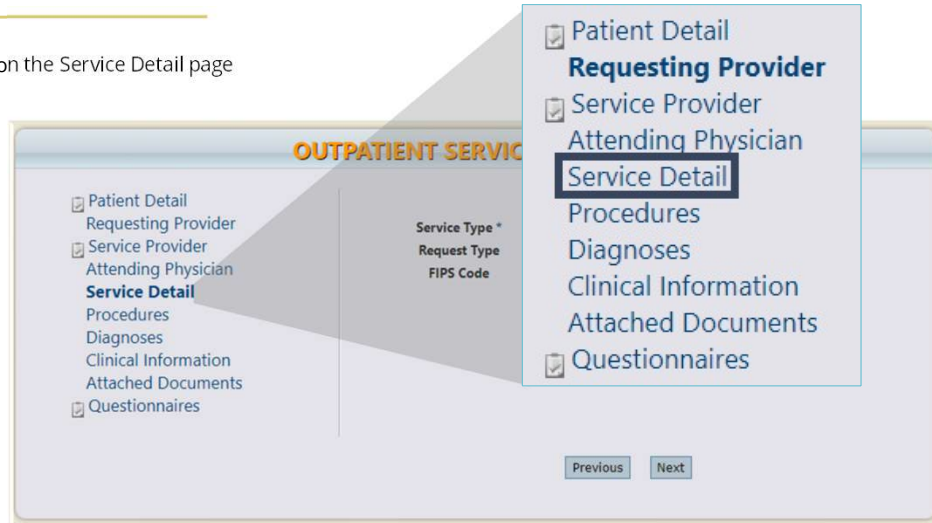 on the Service Detail page
OUTPATIENT SERVIC
Patient Detail
Requesting Provider
Service Provider
Attending Physician
Service Detail
Procedures
Diagnoses
Clinical Information
Attached Documents
Questionnaires
Service Type *
Request Type
FIPS Code
Previous
Next
Patient Detail
Requesting Provider
Service Provider
Attending Physician
Service Detail
Procedures
Diagnoses
Clinical Information
Attached Documents
Questionnaires